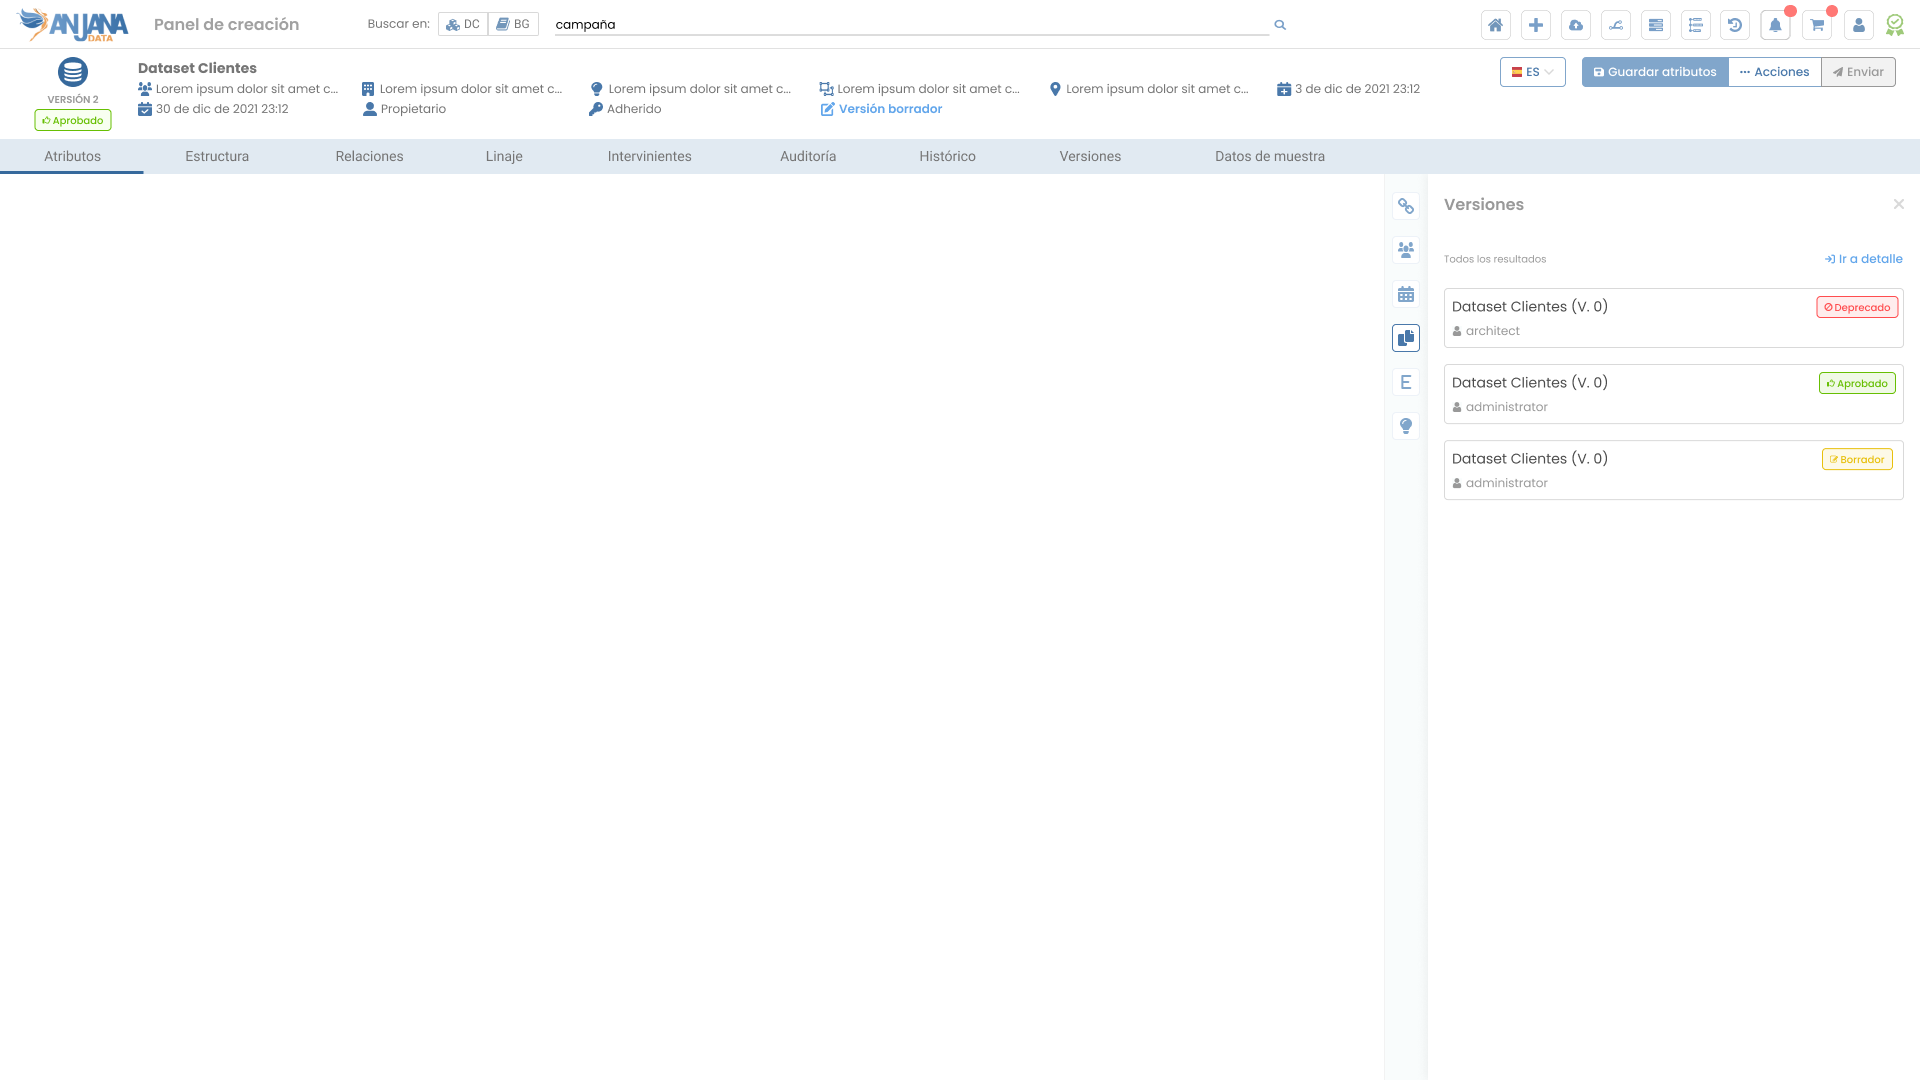 ANJANA DATA
Panel de creación
Buscar en:
DC
BG
campaña
VERSIÓN 2
Aprobado
Dataset Clientes
Lorem ipsum dolor sit amet c...
Lorem ipsum dolor sit amet c...
Lorem ipsum dolor sit amet c...
Lorem ipsum dolor sit amet c...
Lorem ipsum dolor sit amet c...
3 de dic de 2021 23:12
30 de dic de 2021 23:12
Propietario
Adherido
Versión borrador
ES
Guardar atributos
Acciones
Enviar
Atributos
Estructura
Relaciones
Linaje
Intervinientes
Auditoría
Histórico
Versiones
Datos de muestra
E
Versiones
Todos los resultados
Ir a detalle
Dataset Clientes (V. 0)
Deprecado
architect
Dataset Clientes (V. 0)
Aprobado
administrator
Dataset Clientes (V. 0)
Borrador
administrator